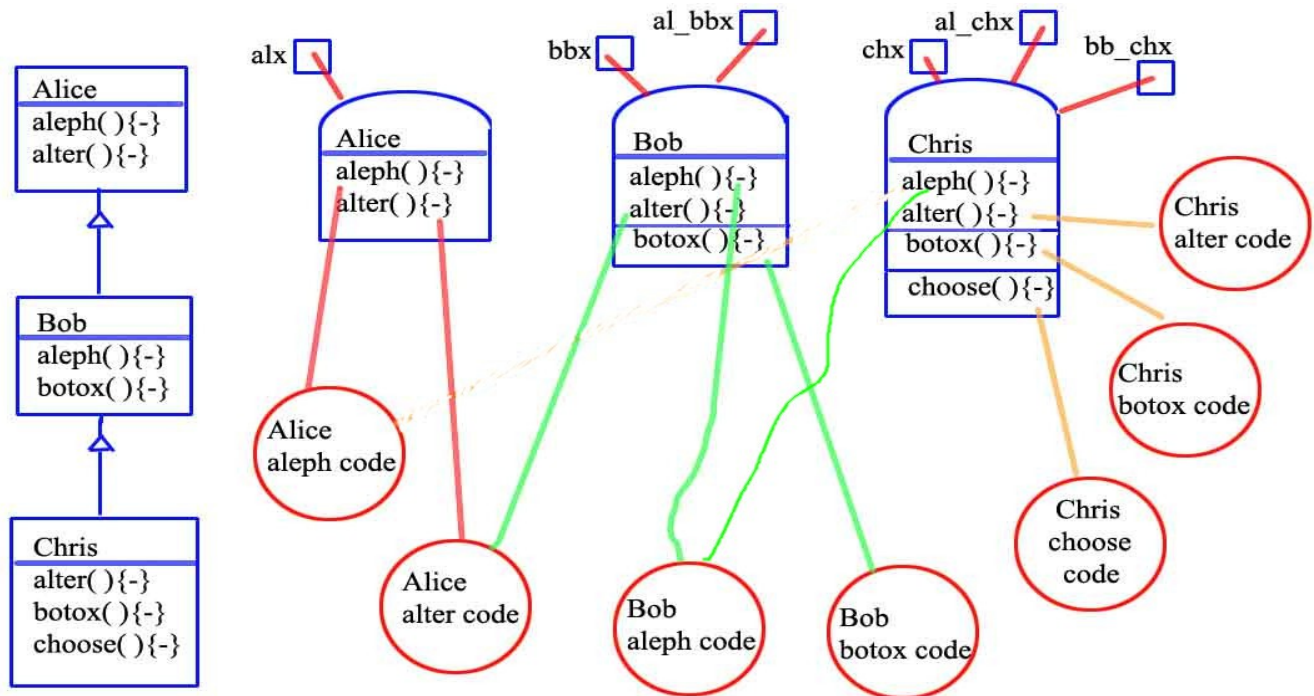 Alice
aleph( ){-}
alter( ){-}
Bob
aleph( ){-}
botox( ){-}
Chris
alter( ){-}
botox( ){-}
choose( ){-}
alx
Alice
aleph( ){-}
alter( ){-}
bbx
al_bbx
Bob
aleph( ){-}
alter( ){-}
botox( ){-}
chx
al_chx
bb_chx
Chris
aleph( ){-}
alter( ){-}
botox( ){-}
choose( ){-}
Alice
aleph code
Alice
alter code
Bob
aleph code
Bob
botox code
Chris
alter code
Chris
botox code
Chris
choose
code